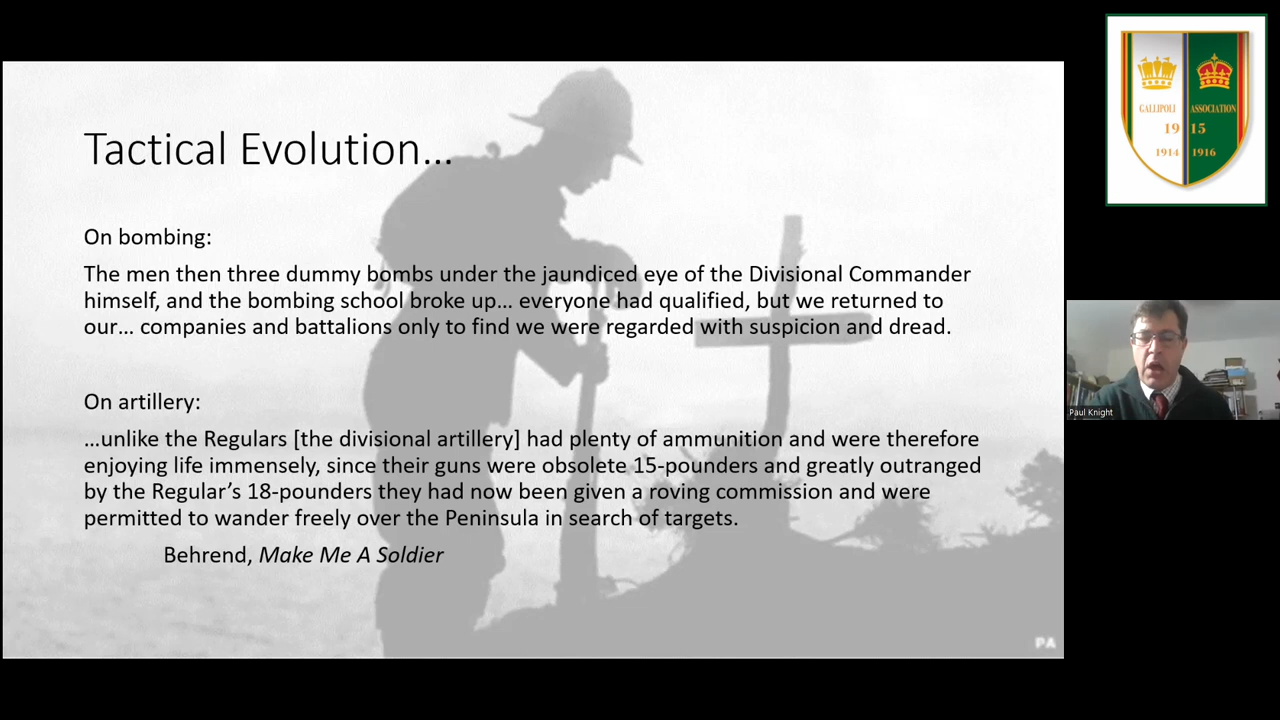 Tactical Evolution…
On bombing:
The men then three dummy bombs under the jaundiced eye of the Divisional Commander
himself, and the bombing school broke up… everyone had qualified, but we returned to
our… companies and battalions only to find we were regarded with suspicion and dread.
On artillery:
…unlike the Regulars [the divisional artillery] had plenty of ammunition and were therefore
enjoying life immensely, since their guns were obsolete 15-pounders and greatly outranged
by the Regular’s 18-pounders they had now been given a roving commission and were
permitted to wander freely over the Peninsula in search of targets.
Behrend, Make Me A Soldier
PA
GALLIPOLI ASSOCIATION
19 15
1914 1916
Paul Knight